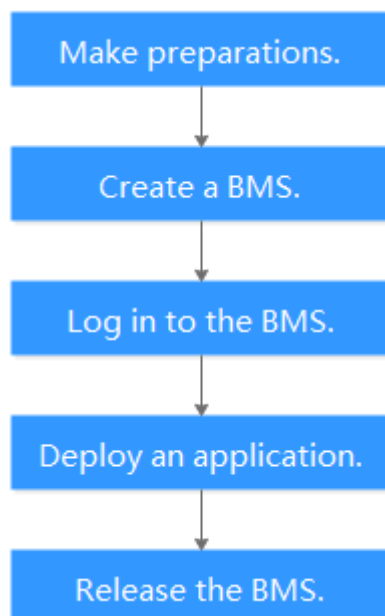 Make preparations.
Create a BMS.
Log in to the BMS.
Deploy an application.
Release the BMS.